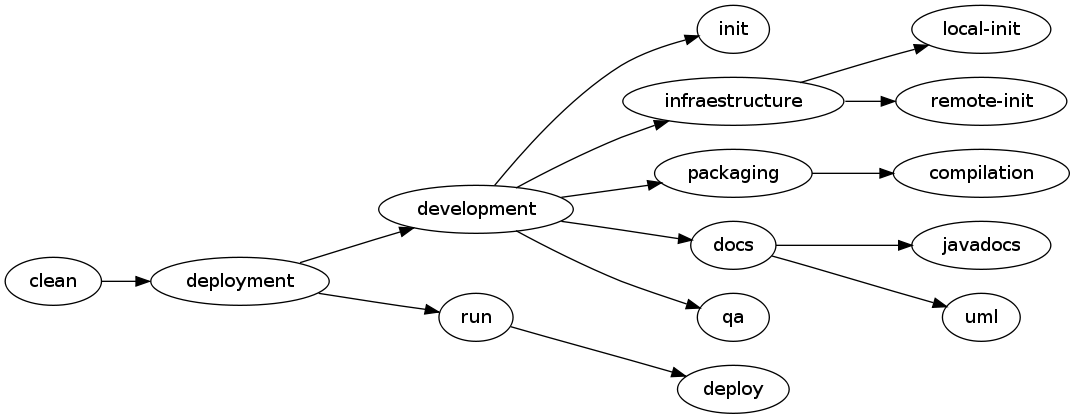 init
local-init
infraestructure
remote-init
packaging
compilation
development
docs
javadocs
clean
deployment
run
qa
uml
deploy